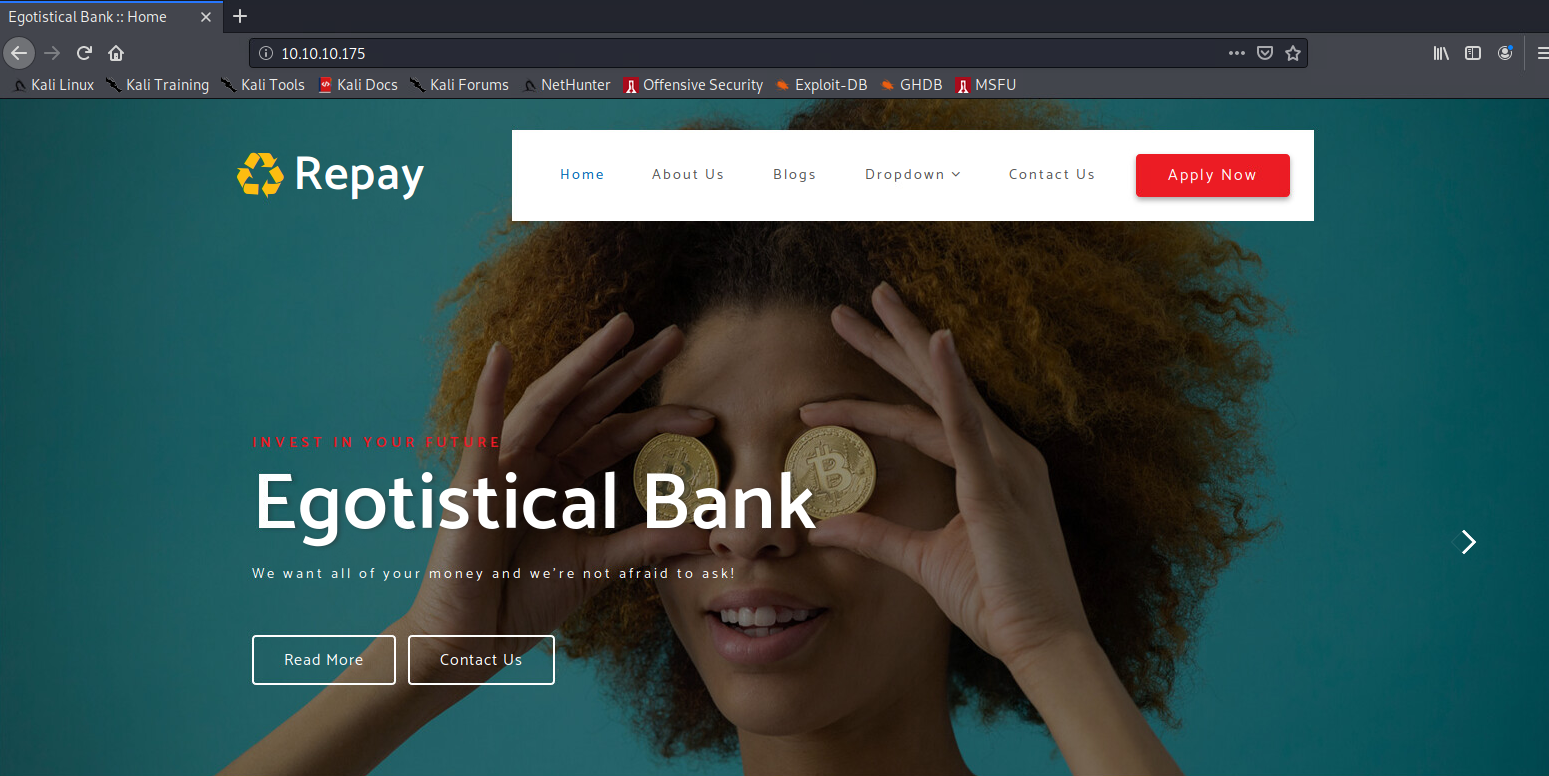 Egotistical Bank :: Home
10.10.10.175
Kali Linux Kali Training Kali Tools Kali Docs Kali Forums NetHunter Offensive Security Exploit-DB GHDB MSFU
Repay
Home About Us Blogs Dropdown Contact Us Apply Now
INVEST IN YOUR FUTURE
Egotistical Bank
We want all of your money and we're not afraid to ask!
Read More Contact Us